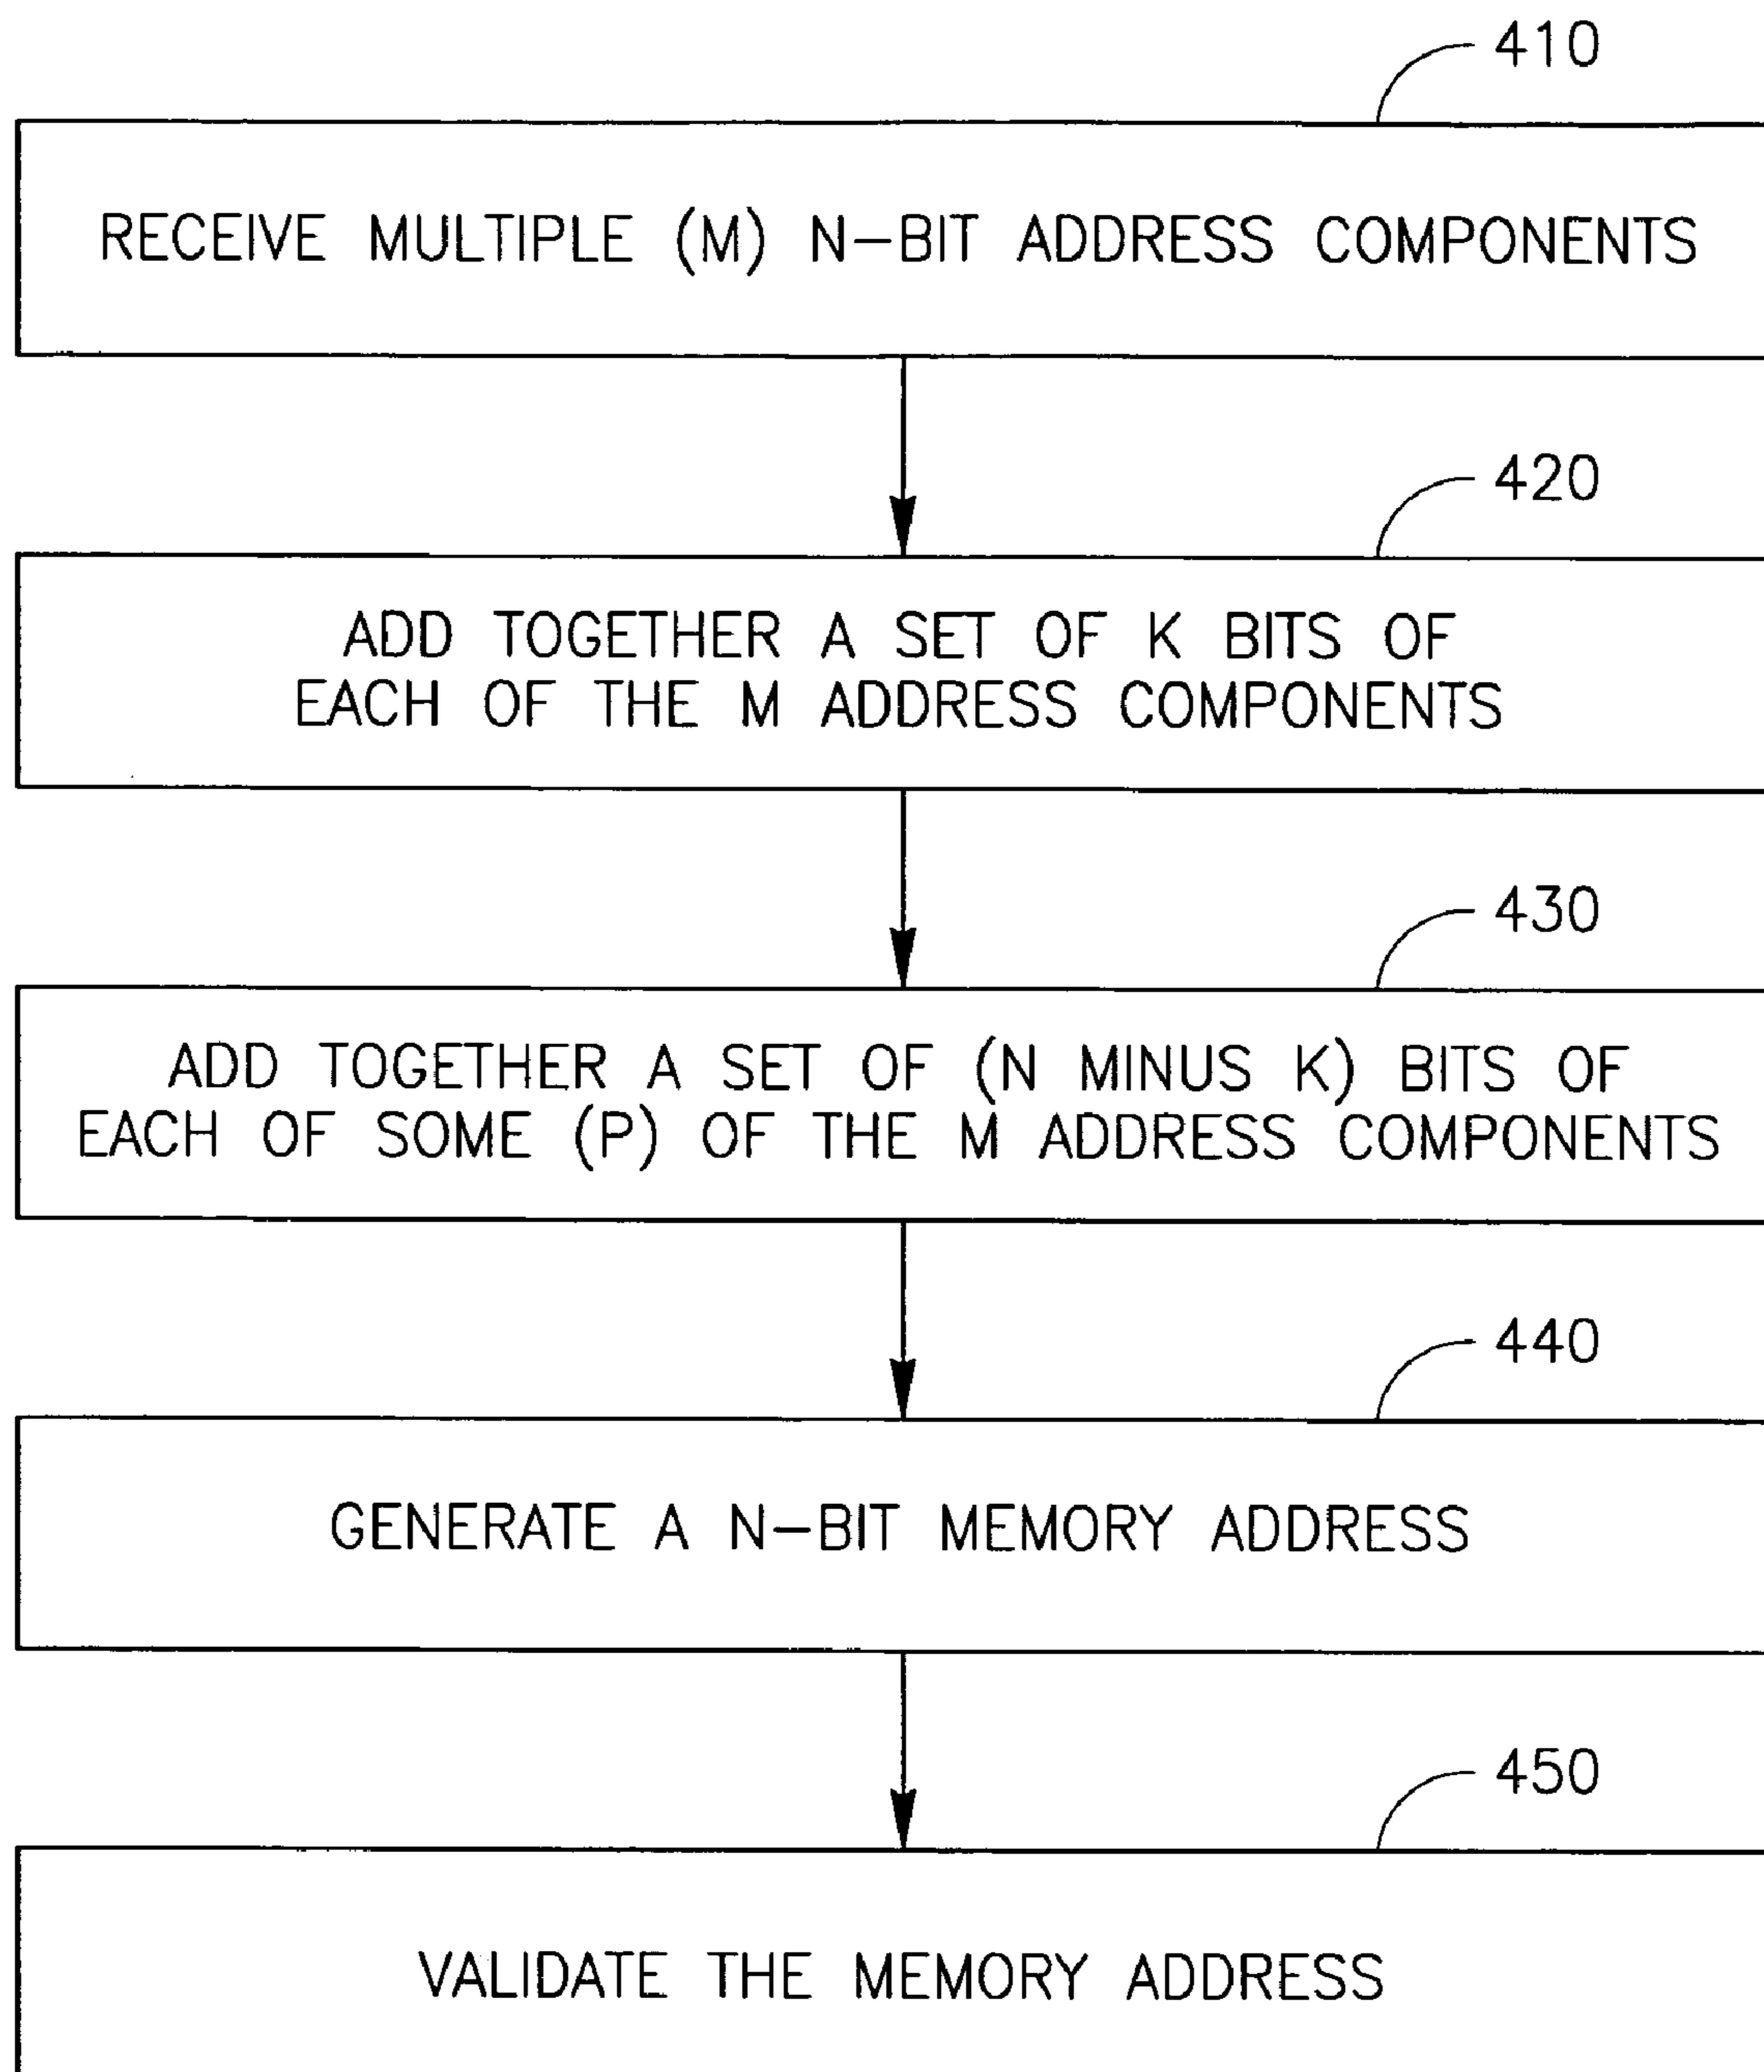 410
RECEIVE MULTIPLE (M) N-BIT ADDRESS COMPONENTS
420
ADD TOGETHER A SET OF K BITS OF
EACH OF THE M ADDRESS COMPONENTS
430
ADD TOGETHER A SET OF (N MINUS K) BITS OF
EACH OF SOME (P) OF THE M ADDRESS COMPONENTS
440
GENERATE A N-BIT MEMORY ADDRESS
450
VALIDATE THE MEMORY ADDRESS